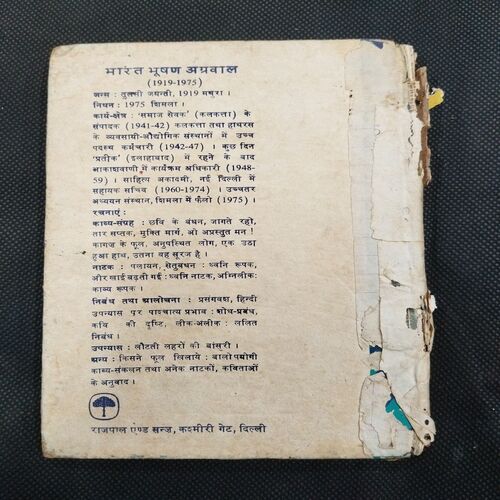 भारत भूषण अग्रवाल
(1919-1975)
जन्म : तुलसी जयंती, 1919 मथुरा ।
निधन : 1975 शिमला ।
कार्य-क्षेत्र : 'समाज सेवक' (कलकत्ता) के
संपादक (1941-42) कलकत्ता तथा हाथरस
के व्यवसायी-औद्योगिक संस्थानों में उच्च
पदस्थ कर्मचारी (1942-47) । कुछ दिन
'प्रतीक' (इलाहाबाद) में रहने के बाद
आकाशवाणी में कार्यक्रम अधिकारी (1948-
59) । साहित्य अकादमी, नई दिल्ली में
सहायक सचिव (1960-1974) । उच्चतर
अध्ययन संस्थान, शिमला में फैलो (1975) ।
रचनाएं :
काव्य-संग्रह : छवि के बंधन, जागते रहो,
तार सप्तक, मुक्ति मार्ग, ओ अप्रस्तुत मन !
कागज़ के फूल, अनुपस्थित लोग, एक उठा
हुआ हाथ, उतना वह सूरज है ।
नाटक : पलायन, सेतुबंधन : ध्वनि रूपक,
और खाई बढ़ती गई : ध्वनि नाटक, अग्निलीक:
काव्य रूपक ।
निबंध तथा आलोचना : प्रसंगवश, हिन्दी
उपन्यास पर पाश्चात्य प्रभाव : शोध-प्रबंध,
कवि की दृष्टि, लीक-अलीक : ललित
निबंध ।
उपन्यास : लौटती लहरों की बांसुरी ।
अन्य : किसने फूल खिलाये : बालोपयोगी
काव्य-संकलन तथा अनेक नाटकों, कविताओं
के अनुवाद ।
राजपाल एण्ड सन्ज़, कश्मीरी गेट, दिल्ली